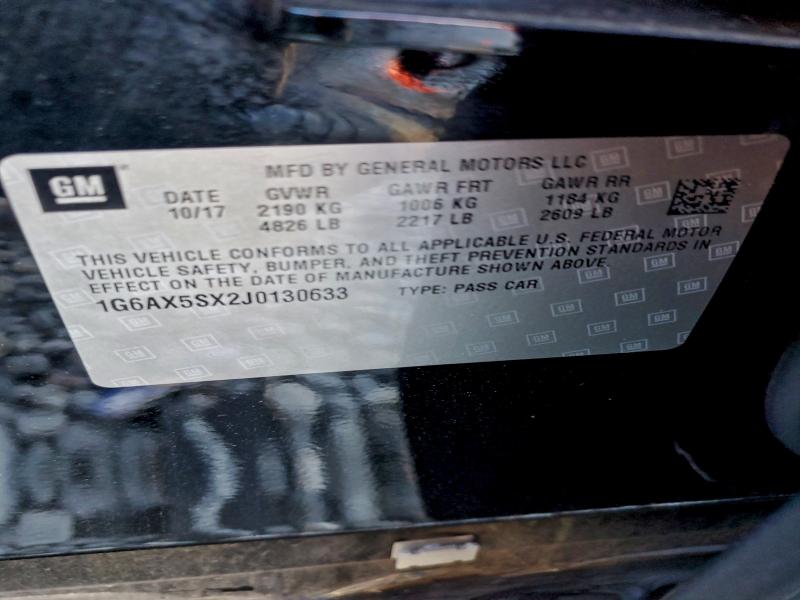 GM
MFD BY GENERAL MOTORS LLC
DATE GVWR GAWR FRT GAWR RR
10/17 2190 KG 1006 KG 1184 KG
4826 LB 2217 LB 2609 LB
THIS VEHICLE CONFORMS TO ALL APPLICABLE U.S. FEDERAL MOTOR
VEHICLE SAFETY, BUMPER, AND THEFT PREVENTION STANDARDS IN
EFFECT ON THE DATE OF MANUFACTURE SHOWN ABOVE.
1G6AX5SX2J0130633 TYPE: PASS CAR